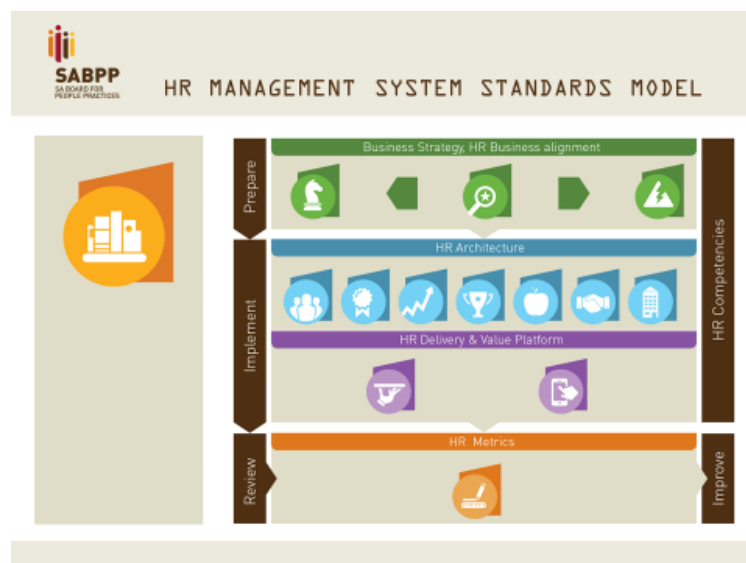 SABPP
SA BOARD FOR
PEOPLE PRACTICES
HR MANAGEMENT SYSTEM STANDARDS MODEL
Prepare
Business Strategy, HR Business alignment
HR Competencies
Implement
HR Architecture
HR Delivery & Value Platform
Review
HR Metrics
Improve